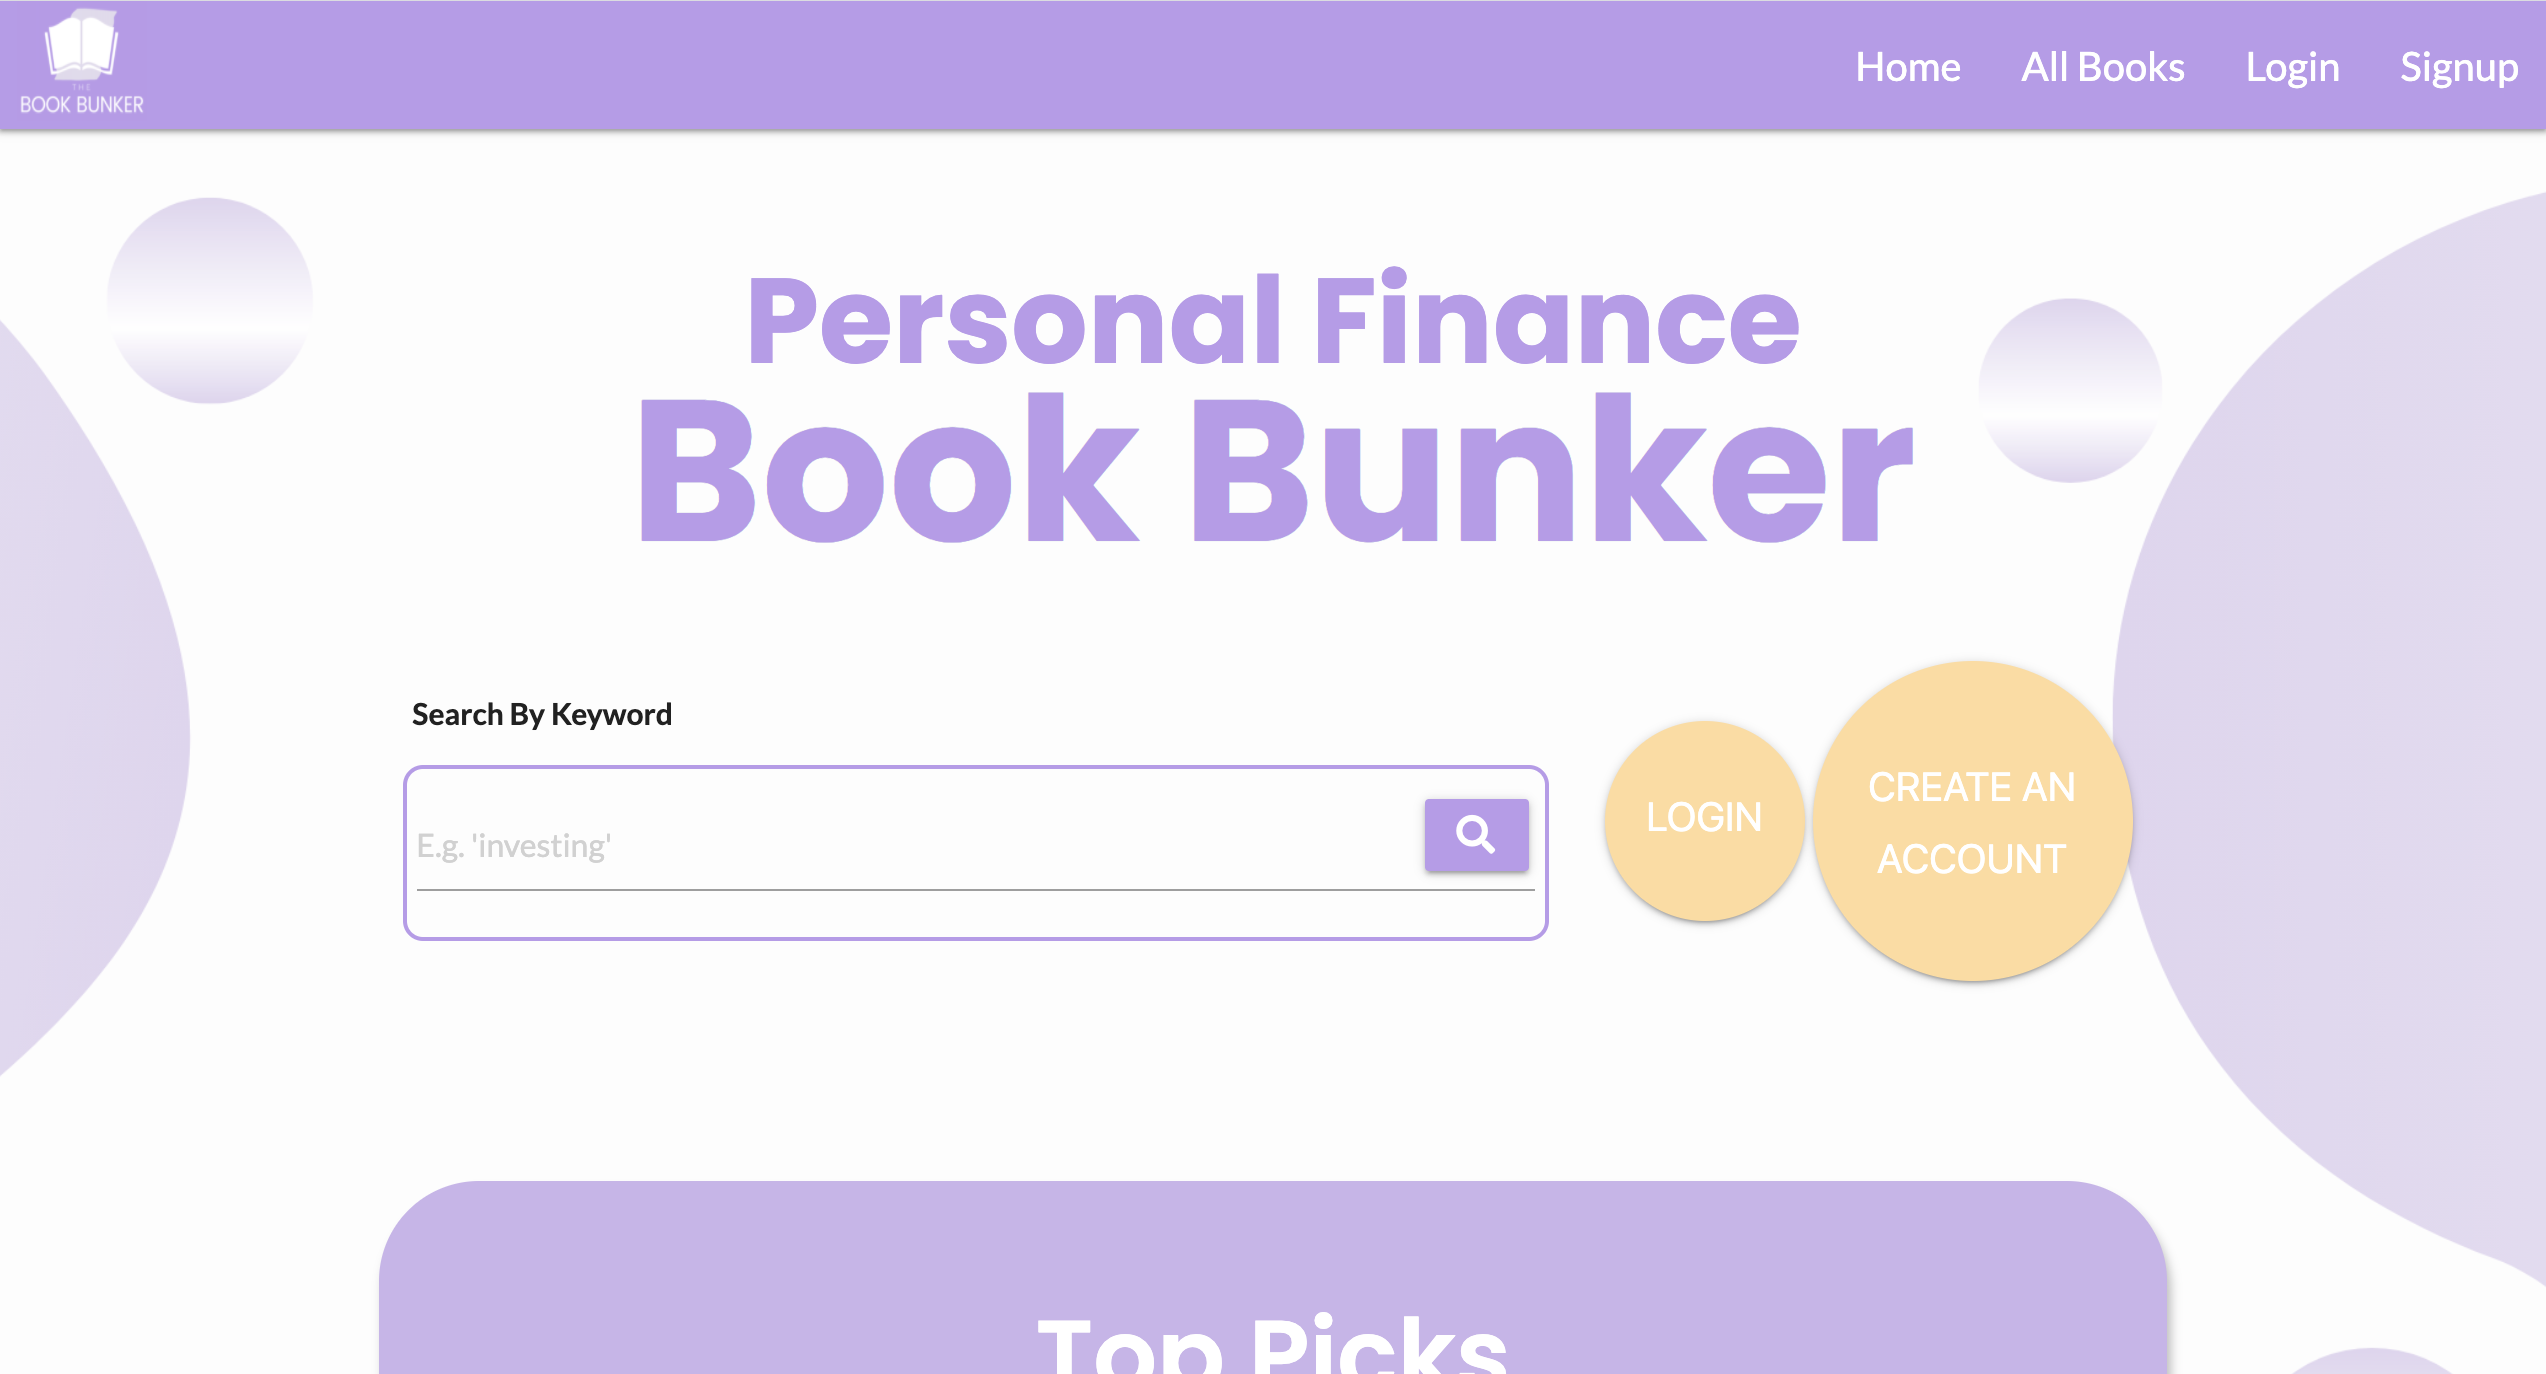 THE
BOOK BUNKER
Home
All Books
Login
Signup
Personal Finance
Book Bunker
Search By Keyword
E.g. 'investing'
LOGIN
CREATE AN
ACCOUNT
Top Picks